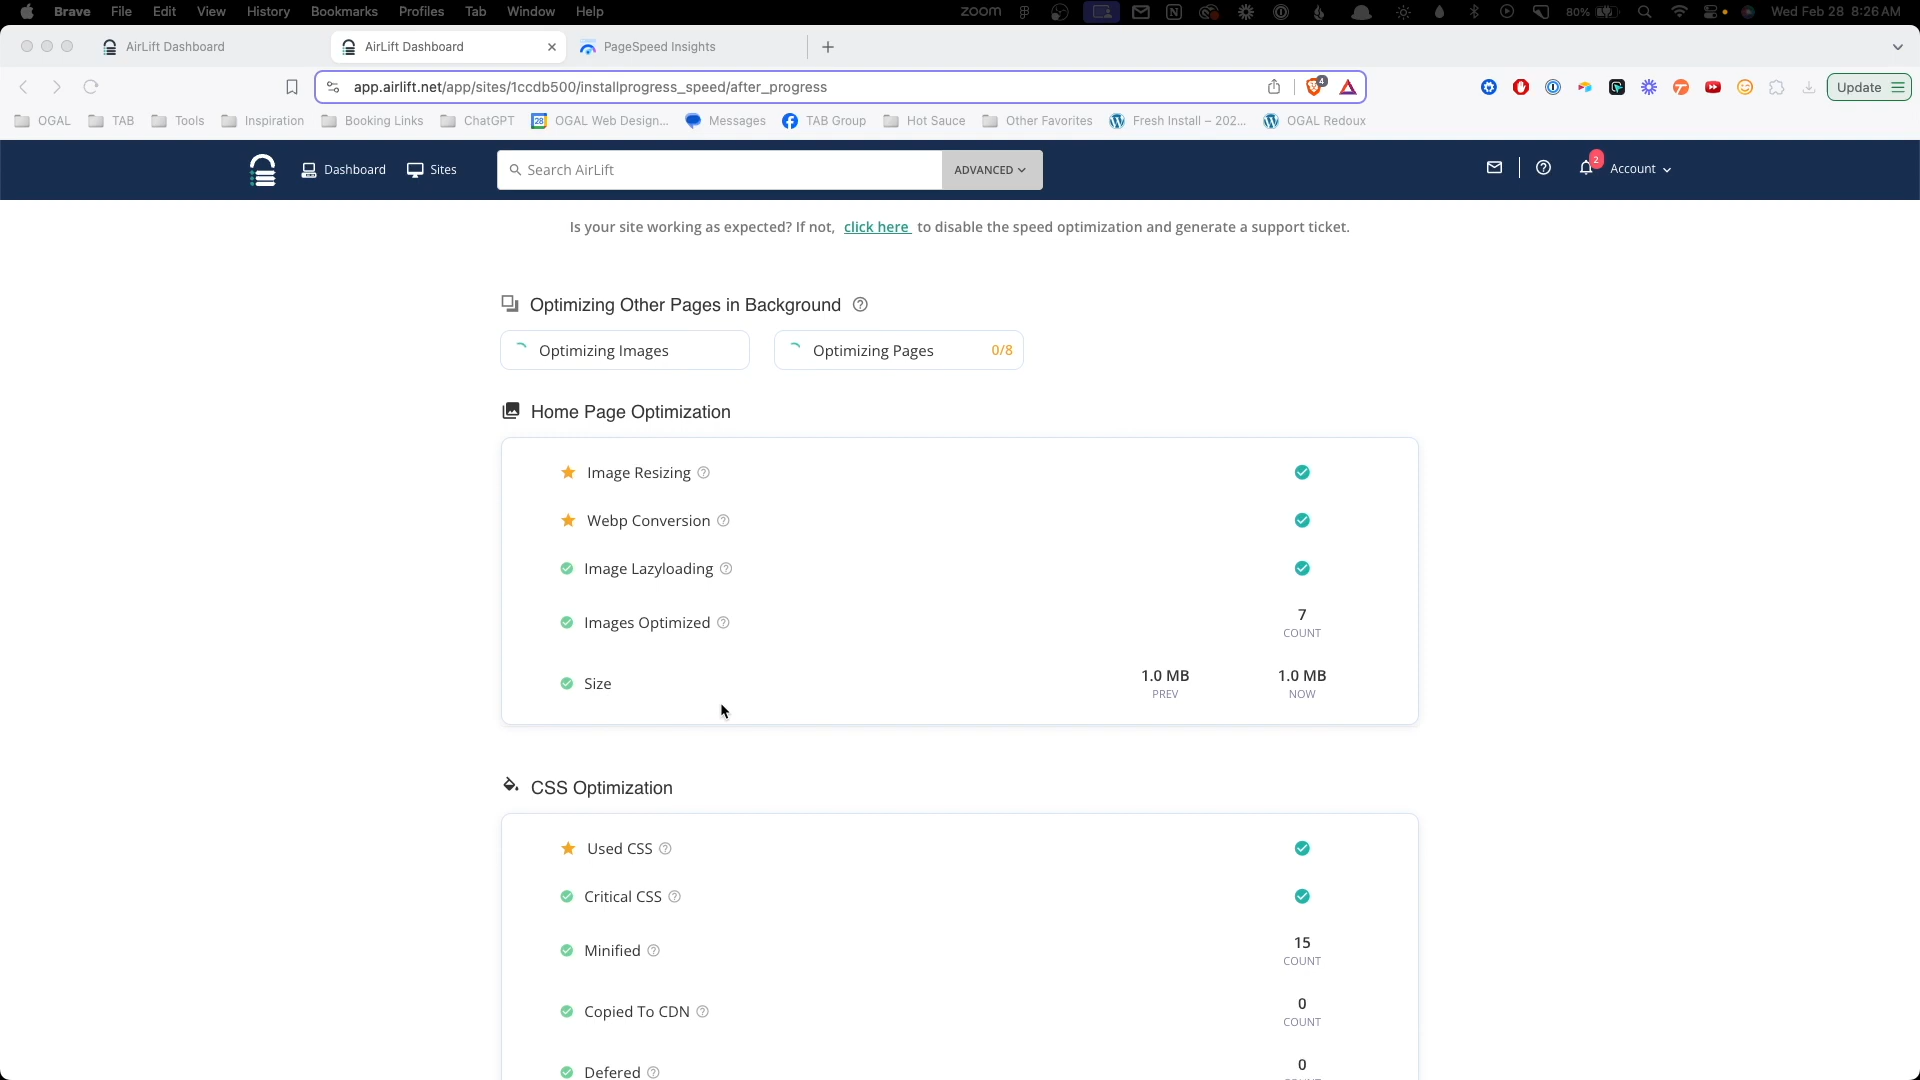 Brave File Edit View History Bookmarks Profiles Tab Window Help zoom 80% Wed Feb 28 8:26 AM
AirLift Dashboard AirLift Dashboard PageSpeed Insights
app.airlift.net/app/sites/1ccdb500/installprogress_speed/after_progress 4 Update
OGAL TAB Tools Inspiration Booking Links ChatGPT 28 OGAL Web Design... Messages TAB Group Hot Sauce Other Favorites Fresh Install – 202... OGAL Redoux
Dashboard Sites Search AirLift ADVANCED 2 Account
Is your site working as expected? If not, click here to disable the speed optimization and generate a support ticket.
Optimizing Other Pages in Background
Optimizing Images Optimizing Pages 0/8
Home Page Optimization
Image Resizing
Webp Conversion
Image Lazyloading
Images Optimized 7
COUNT
Size 1.0 MB 1.0 MB
PREV NOW
CSS Optimization
Used CSS
Critical CSS
Minified 15
COUNT
Copied To CDN 0
COUNT
Defered 0